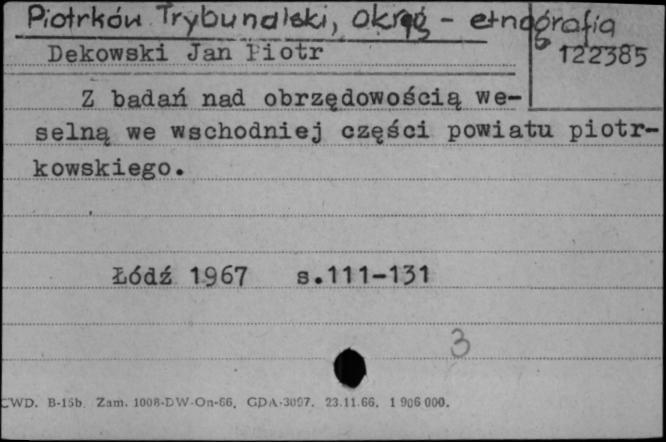 Piotrków Trybunalski, okręg - etnografia
122385
Dekowski Jan Piotr
Z badań nad obrzędowością we-
selną we wschodniej części powiatu piotr-
kowskiego.
Łódź 1967 s.111-131
3
CWD. B-15b. Zam. 1008-DW-On-66. GDA-3097. 23.11.66. 1 906 000.